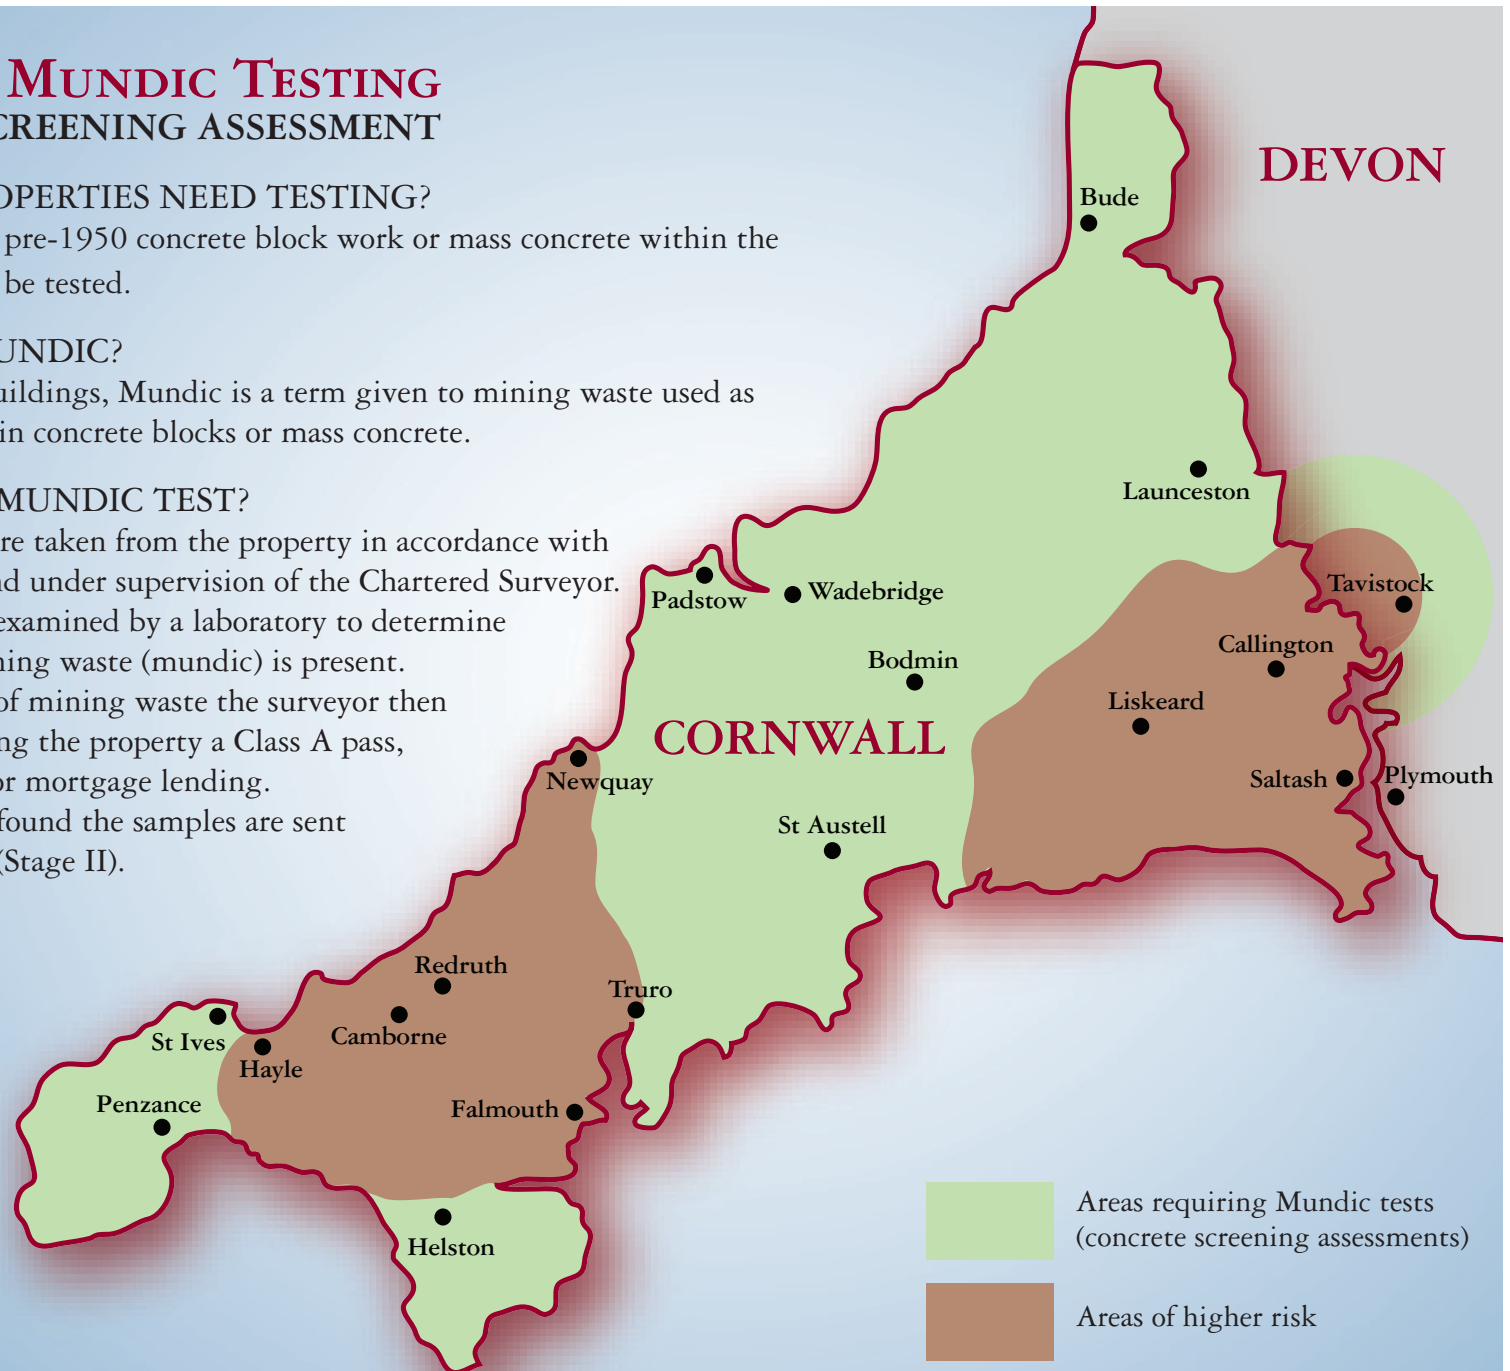 MUNDIC TESTING
CREENING ASSESSMENT
OPERTIES NEED TESTING?
pre-1950 concrete block work or mass concrete within the
be tested.
UNDIC?
uildings, Mundic is a term given to mining waste used as
in concrete blocks or mass concrete.
MUNDIC TEST?
re taken from the property in accordance with
nd under supervision of the Chartered Surveyor.
examined by a laboratory to determine
ning waste (mundic) is present.
of mining waste the surveyor then
ng the property a Class A pass,
or mortgage lending.
found the samples are sent
(Stage II).
DEVON
Bude
Launceston
Tavistock
Padstow
Wadebridge
Callington
Bodmin
Liskeard
CORNWALL
Newquay
Saltash
Plymouth
St Austell
Redruth
Truro
Camborne
St Ives
Hayle
Penzance
Falmouth
Helston
Areas requiring Mundic tests
(concrete screening assessments)
Areas of higher risk